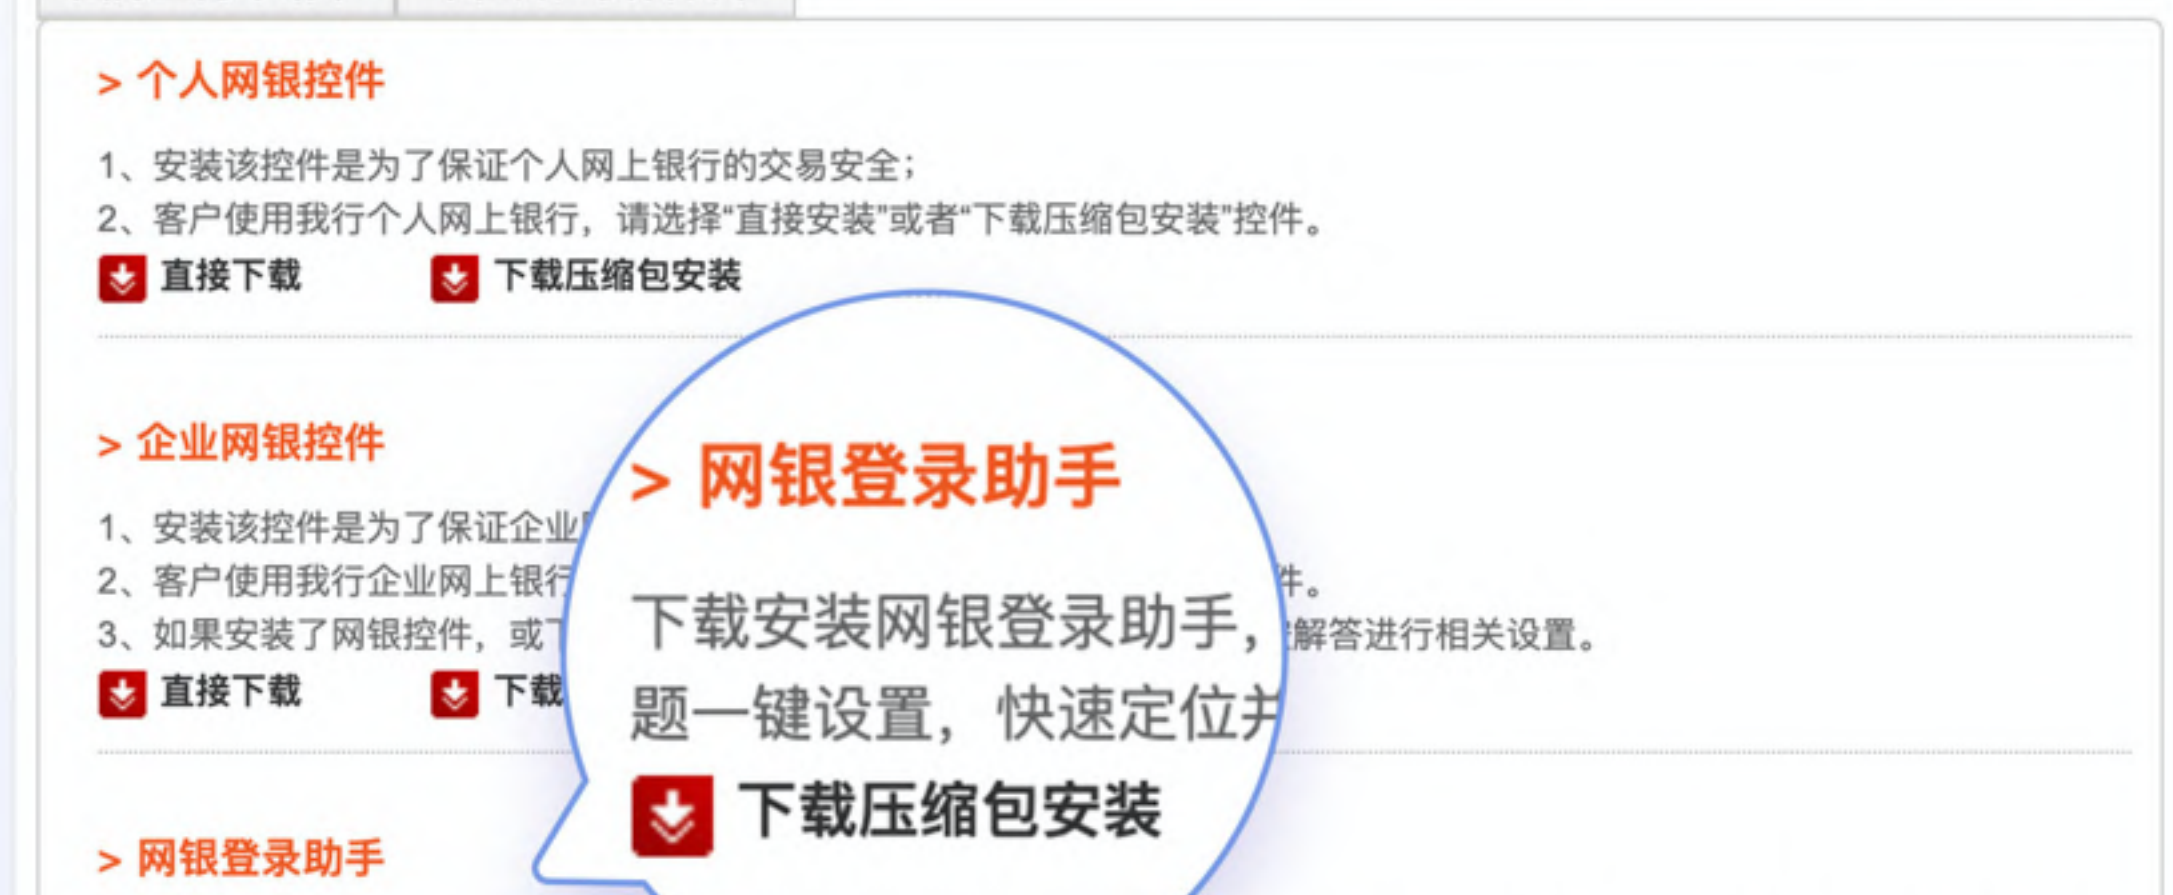 > 个人网银控件
1、安装该控件是为了保证个人网上银行的交易安全；
2、客户使用我行个人网上银行，请选择“直接安装”或者“下载压缩包安装”控件。
直接下载 下载压缩包安装
> 企业网银控件
1、安装该控件是为了保证企业
2、客户使用我行企业网上银行 件。
3、如果安装了网银控件，或 解答进行相关设置。
直接下载 下载
> 网银登录助手
下载安装网银登录助手，
题一键设置，快速定位并
下载压缩包安装
> 网银登录助手